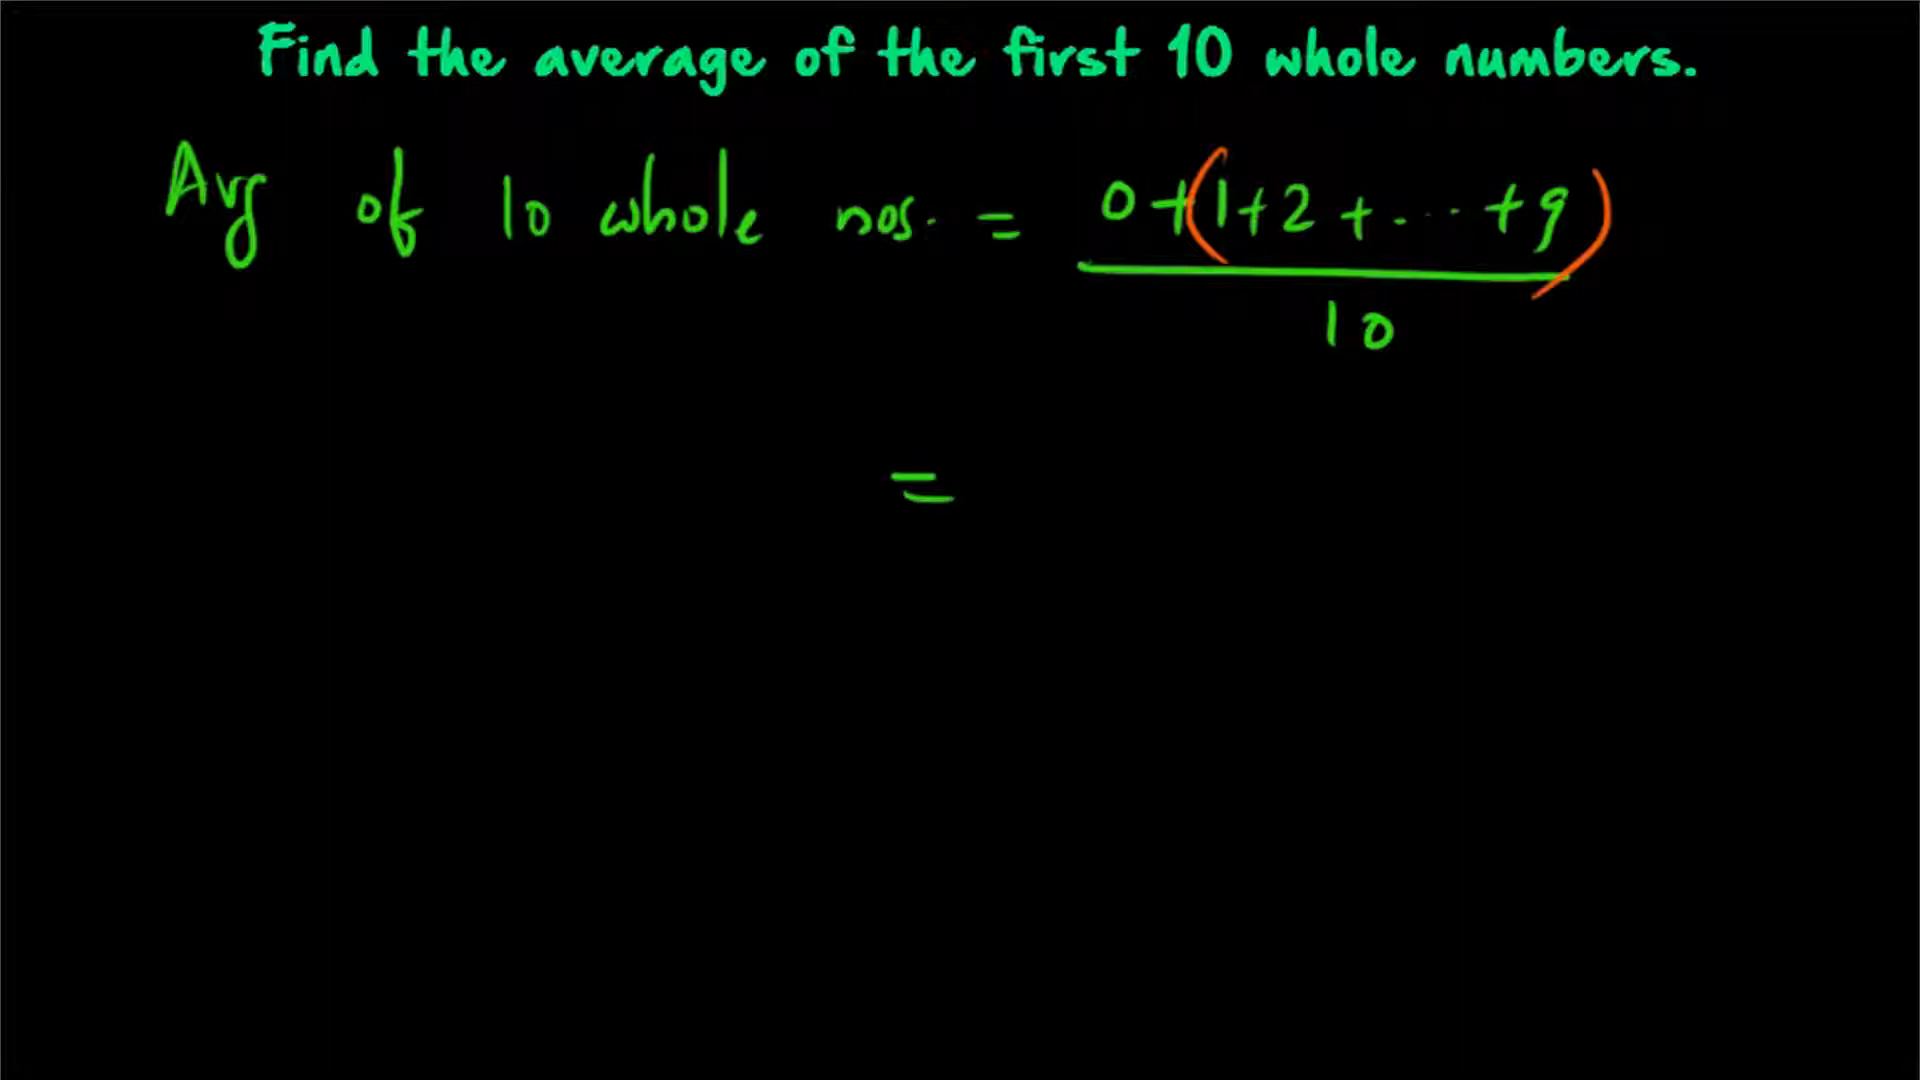 Find the average of the first 10 whole numbers.
Avg of 10 whole nos. = 0+(1+2+...+9)
10
=